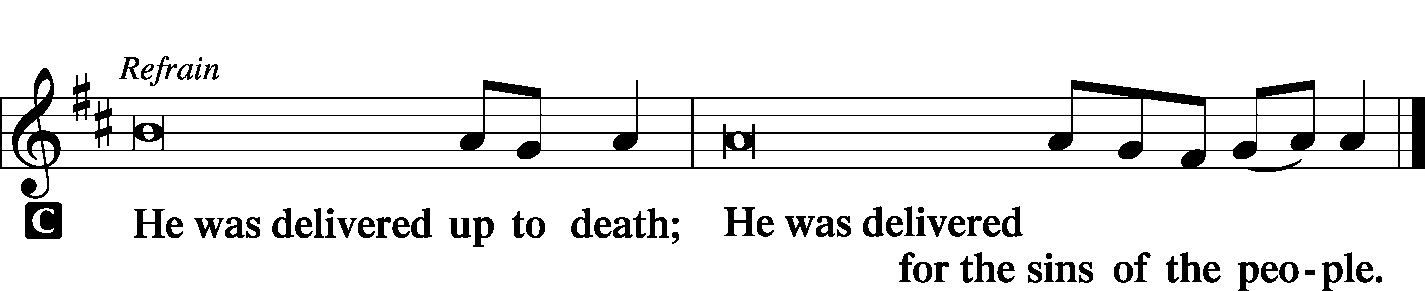 Refrain
C He was delivered up to death; He was delivered
for the sins of the peo-ple.